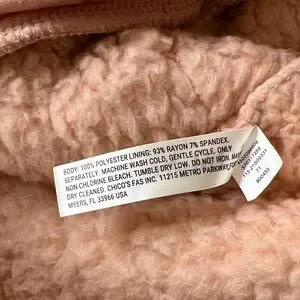 BODY: 100% POLYESTER LINING: 93% RAYON 7% SPANDEX.
SEPARATELY. MACHINE WASH COLD, GENTLE CYCLE. ONLY
NON-CHLORINE BLEACH. TUMBLE DRY LOW. DO NOT IRON.
DRY CLEANED. CHICO'S FAS INC. 11215 METRO PARKWAY,
MYERS, FL 33966 USA